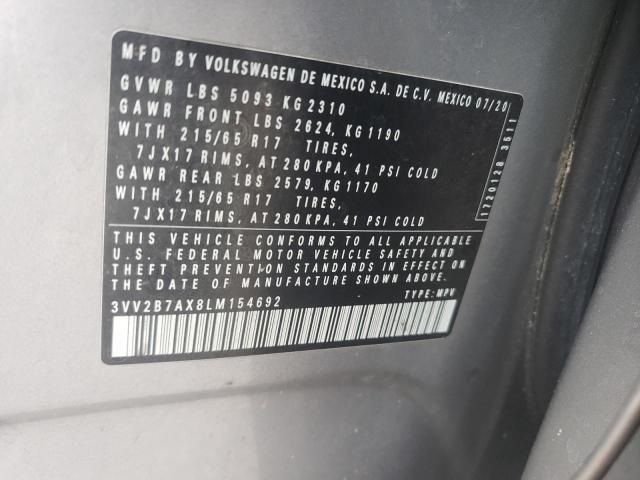 MFD BY VOLKSWAGEN DE MEXICO S.A. DE C.V. MEXICO 07/20
GVWR LBS 5093 KG 2310
GAWR FRONT LBS 2624, KG 1190
WITH 215/65 R17 TIRES,
7JX17 RIMS, AT 280 KPA, 41 PSI COLD
GAWR REAR LBS 2579, KG 1170
WITH 215/65 R17 TIRES,
7JX17 RIMS, AT 280 KPA, 41 PSI COLD
THIS VEHICLE CONFORMS TO ALL APPLICABLE
U.S. FEDERAL MOTOR VEHICLE SAFETY AND
THEFT PREVENTION STANDARDS IN EFFECT ON
THE DATE OF MANUFACTURE SHOWN ABOVE.
3VV2B7AX8LM154692 TYPE: MPV
1720128 3511